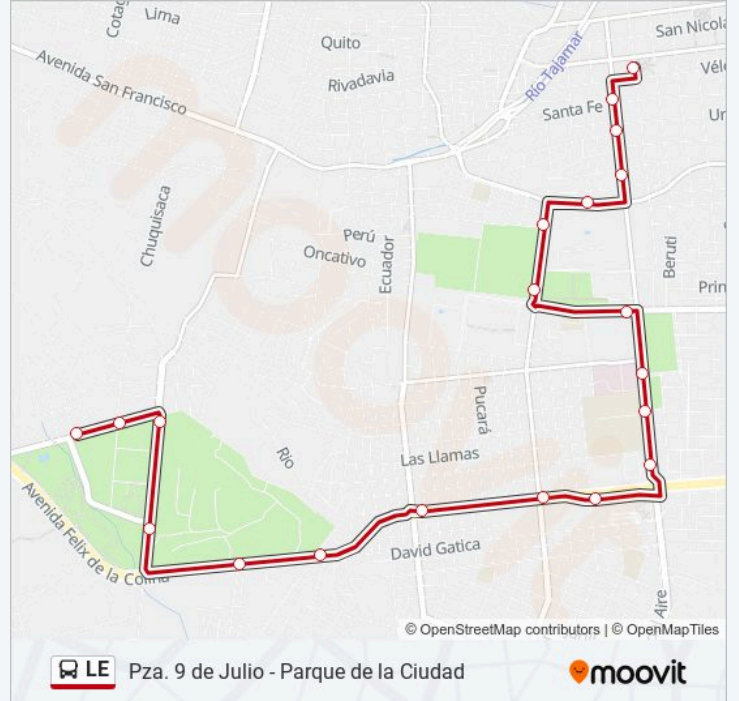 Cotag
Lima
San Nicola
Quito
Avenida San Francisco
Rivadavia
Río Tajamar
Véle
Santa Fe
Ur
Chuquisaca
Perú
Oncativo
Ecuador
Beruti
Prin
Pucará
Río
Las Llamas
Avenida Felix de la Colina
David Gatica
Aire
© OpenStreetMap contributors | © OpenMapTiles
LE Pza. 9 de Julio - Parque de la Ciudad moovit